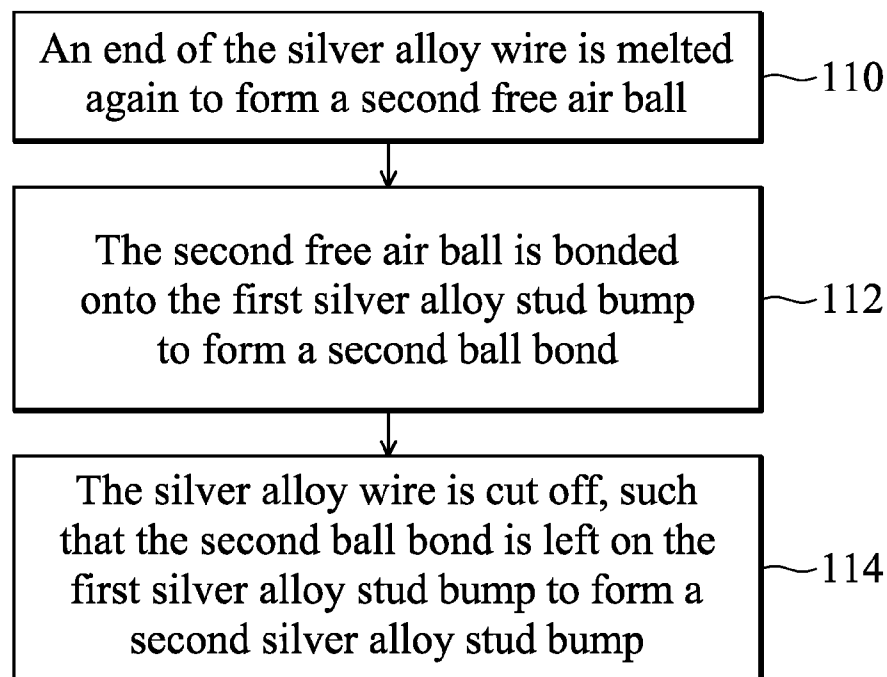 An end of the silver alloy wire is melted
again to form a second free air ball
110
The second free air ball is bonded
onto the first silver alloy stud bump
to form a second ball bond
112
The silver alloy wire is cut off, such
that the second ball bond is left on the
first silver alloy stud bump to form a
second silver alloy stud bump
114